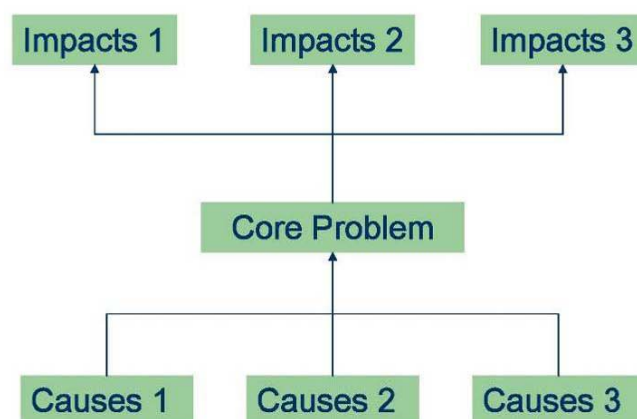 Impacts 1
Impacts 2
Impacts 3
Core Problem
Causes 1
Causes 2
Causes 3